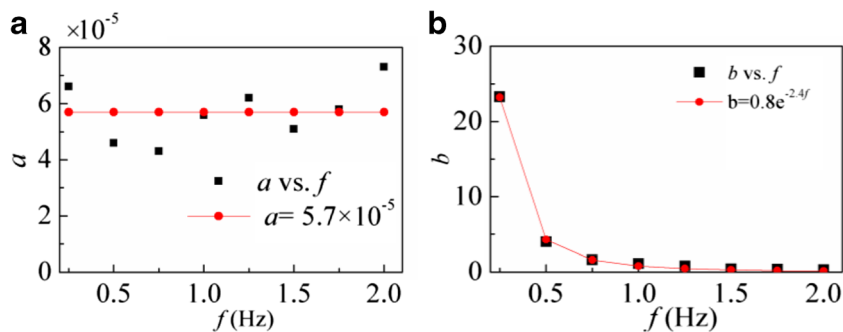 a
×10⁻⁵
8
6
4
2
0
a
a vs. f
a= 5.7×10⁻⁵
0.5 1.0 1.5 2.0
f (Hz)
b
30
20
10
0
b
b vs. f
b=0.8e⁻²·⁴ᶠ
0.5 1.0 1.5 2.0
f (Hz)